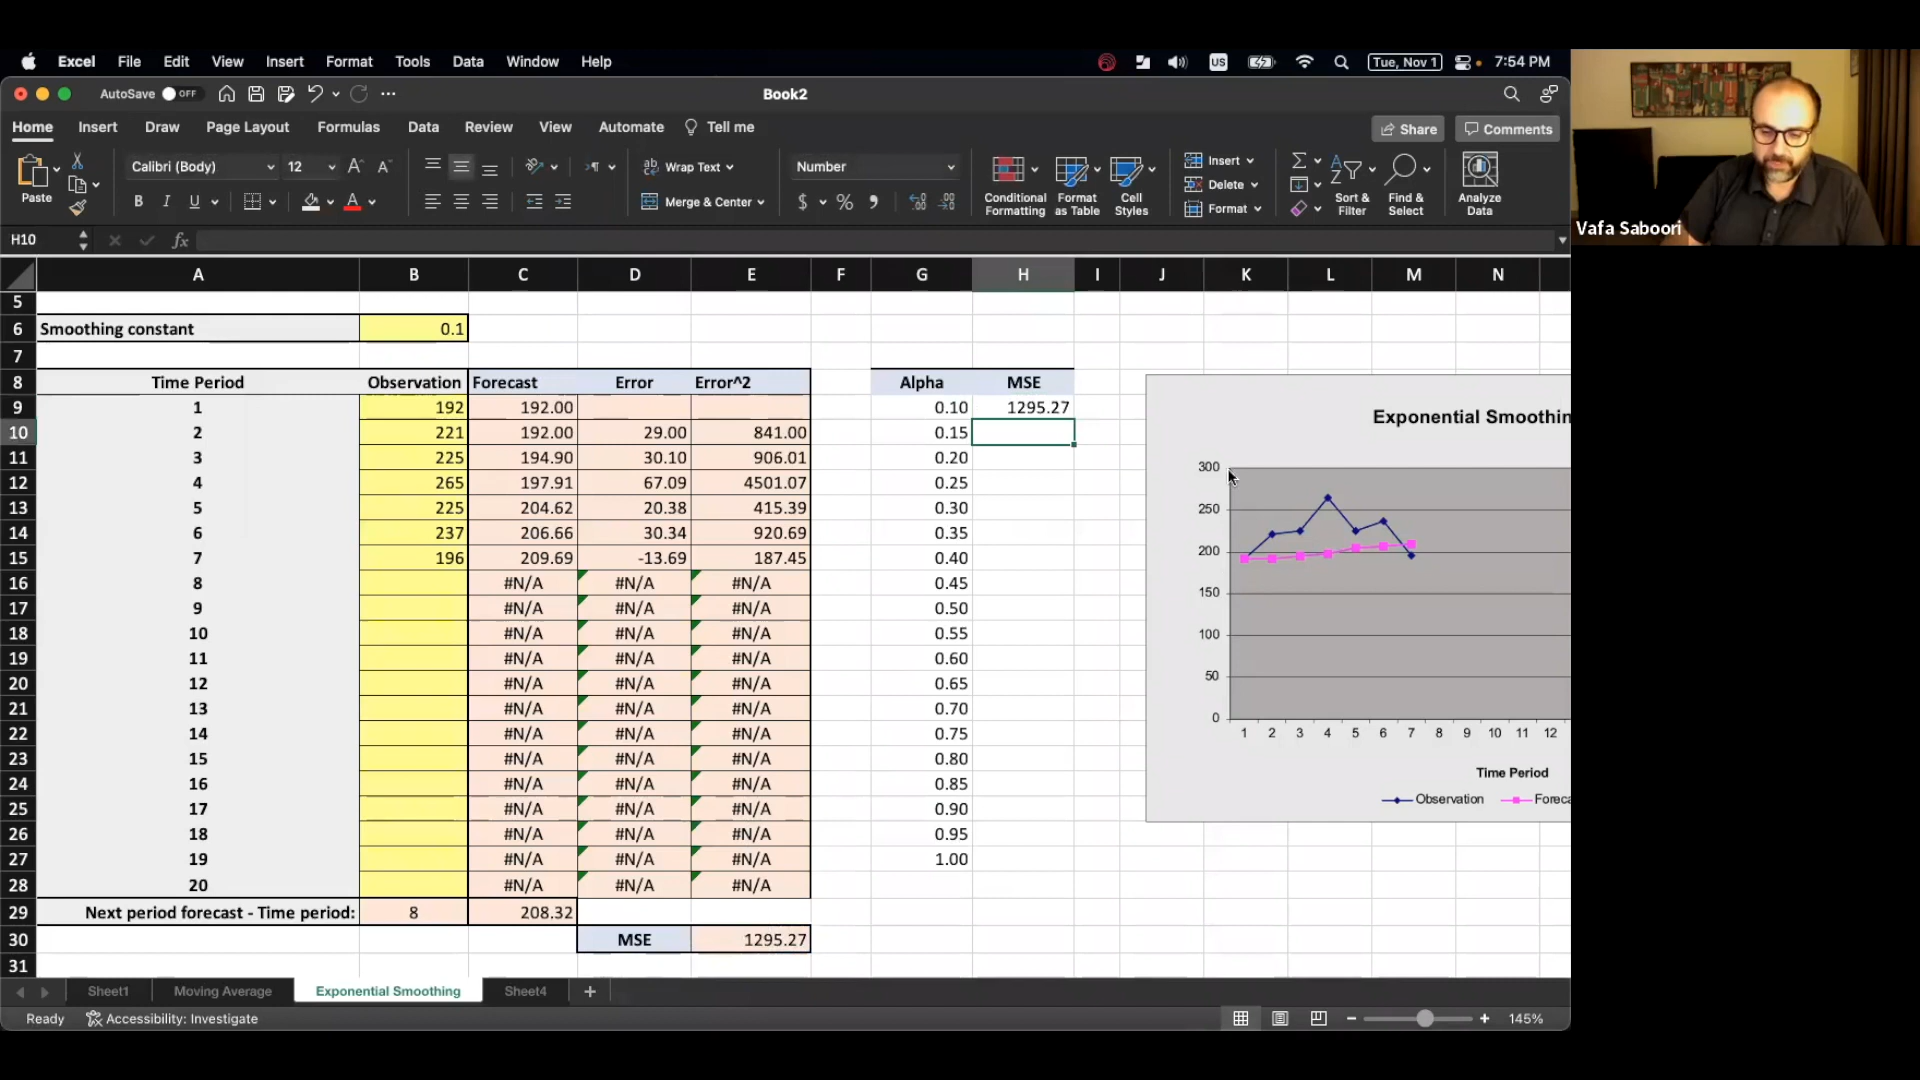 Excel File Edit View Insert Format Tools Data Window Help US Tue, Nov 1 7:54 PM
AutoSave OFF Book2
Home Insert Draw Page Layout Formulas Data Review View Automate Tell me Share Comments
Paste Calibri (Body) 12 Wrap Text Number Insert
B I U Merge & Center $ % Delete
Conditional Formatting Format as Table Cell Styles Format Sort & Filter Find & Select Analyze Data
Vafa Saboori
H10 fx
A B C D E F G H I J K L M N
5
6 Smoothing constant 0.1
7
8 Time Period Observation Forecast Error Error^2 Alpha MSE
9 1 192 192.00 0.10 1295.27
10 2 221 192.00 29.00 841.00 0.15
11 3 225 194.90 30.10 906.01 0.20
12 4 265 197.91 67.09 4501.07 0.25
13 5 225 204.62 20.38 415.39 0.30
14 6 237 206.66 30.34 920.69 0.35
15 7 196 209.69 -13.69 187.45 0.40
16 8 #N/A #N/A #N/A 0.45
17 9 #N/A #N/A #N/A 0.50
18 10 #N/A #N/A #N/A 0.55
19 11 #N/A #N/A #N/A 0.60
20 12 #N/A #N/A #N/A 0.65
21 13 #N/A #N/A #N/A 0.70
22 14 #N/A #N/A #N/A 0.75
23 15 #N/A #N/A #N/A 0.80
24 16 #N/A #N/A #N/A 0.85
25 17 #N/A #N/A #N/A 0.90
26 18 #N/A #N/A #N/A 0.95
27 19 #N/A #N/A #N/A 1.00
28 20 #N/A #N/A #N/A
29 Next period forecast - Time period: 8 208.32
30 MSE 1295.27
31
Exponential Smoothin
300
250
200
150
100
50
0
1 2 3 4 5 6 7 8 9 10 11 12
Time Period
Observation Foreca
Sheet1 Moving Average Exponential Smoothing Sheet4 +
Ready Accessibility: Investigate 145%